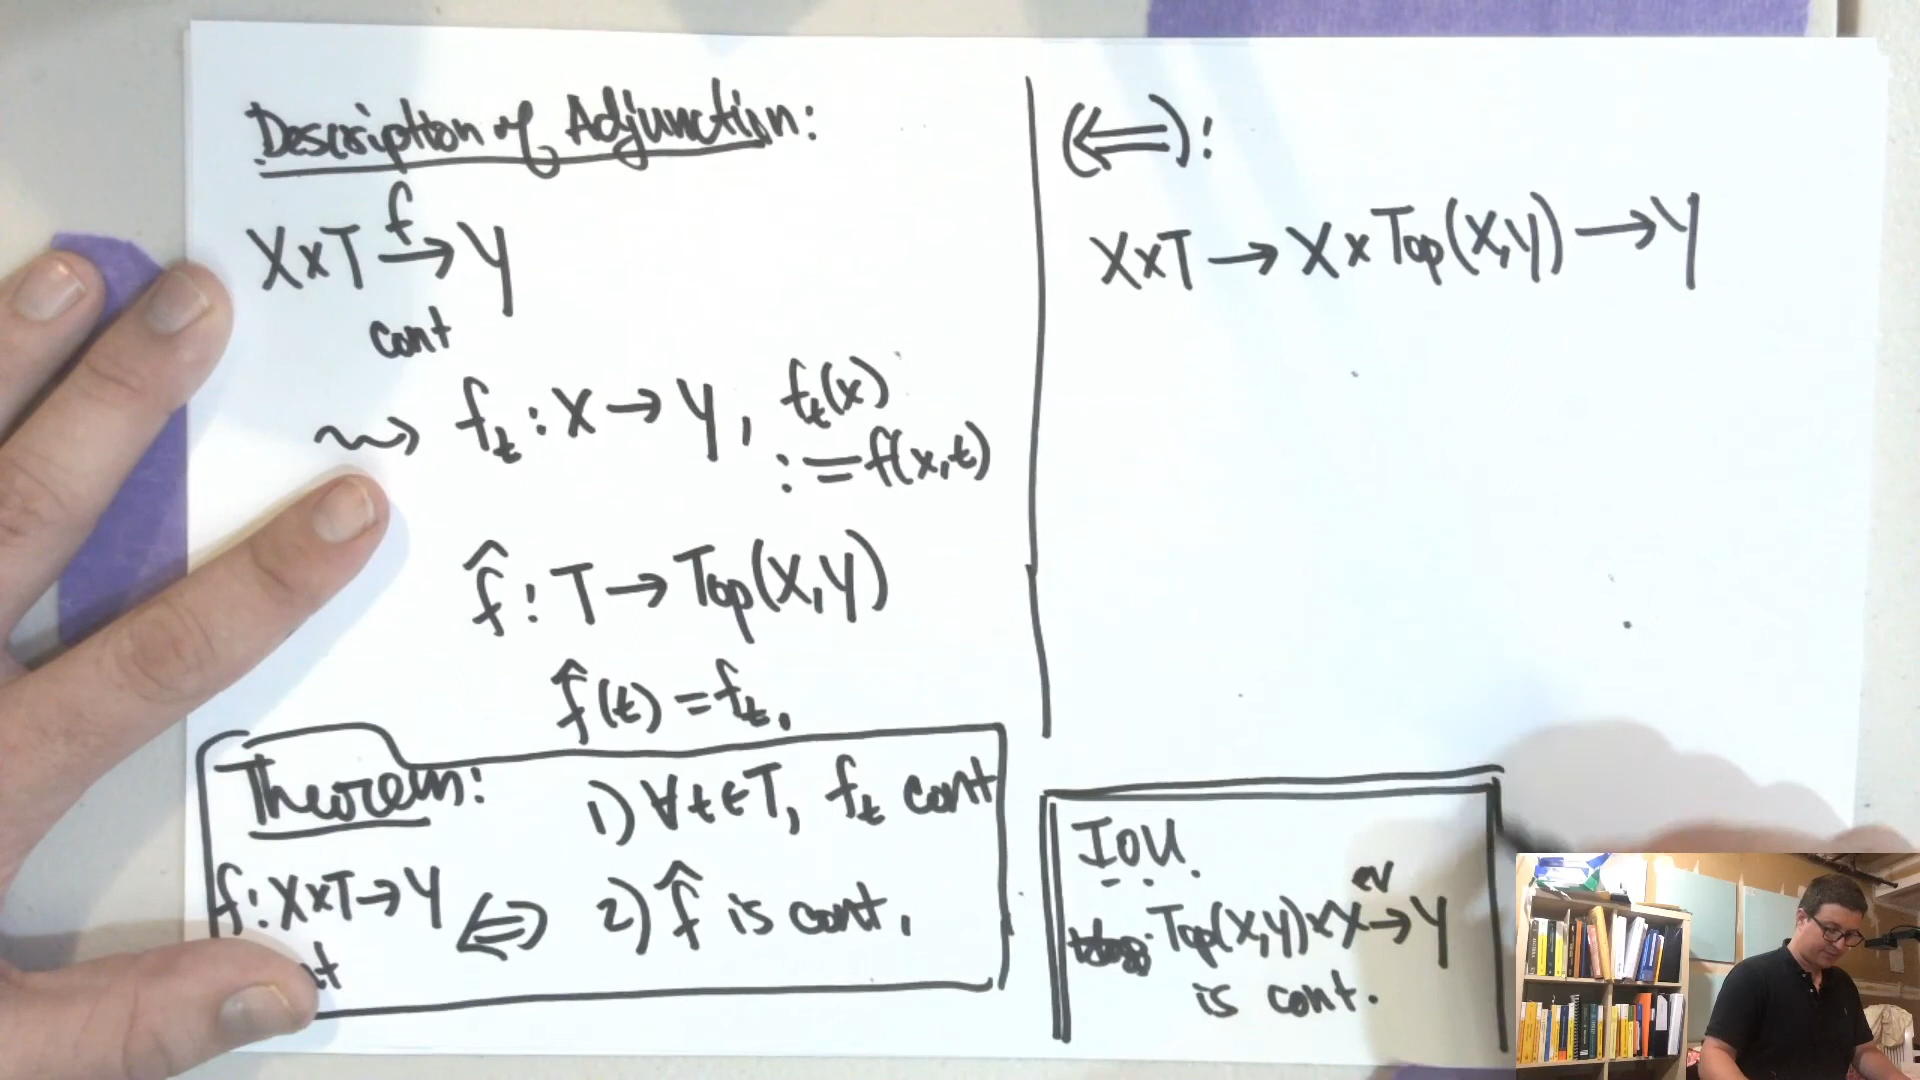 Description of Adjunction:
X×T →^f Y
cont
⇝ f_t : X → Y, f_t(x)
:= f(x,t)
f̂ : T → Top(X,Y)
f̂(t) = f_t.
Theorem: 1) ∀t∈T, f_t cont
f: X×T → Y ⟺ 2) f̂ is cont.
(⟸):
X×T → X×Top(X,Y) → Y
IOU.
Top(X,Y)×X →^ev Y
is cont.